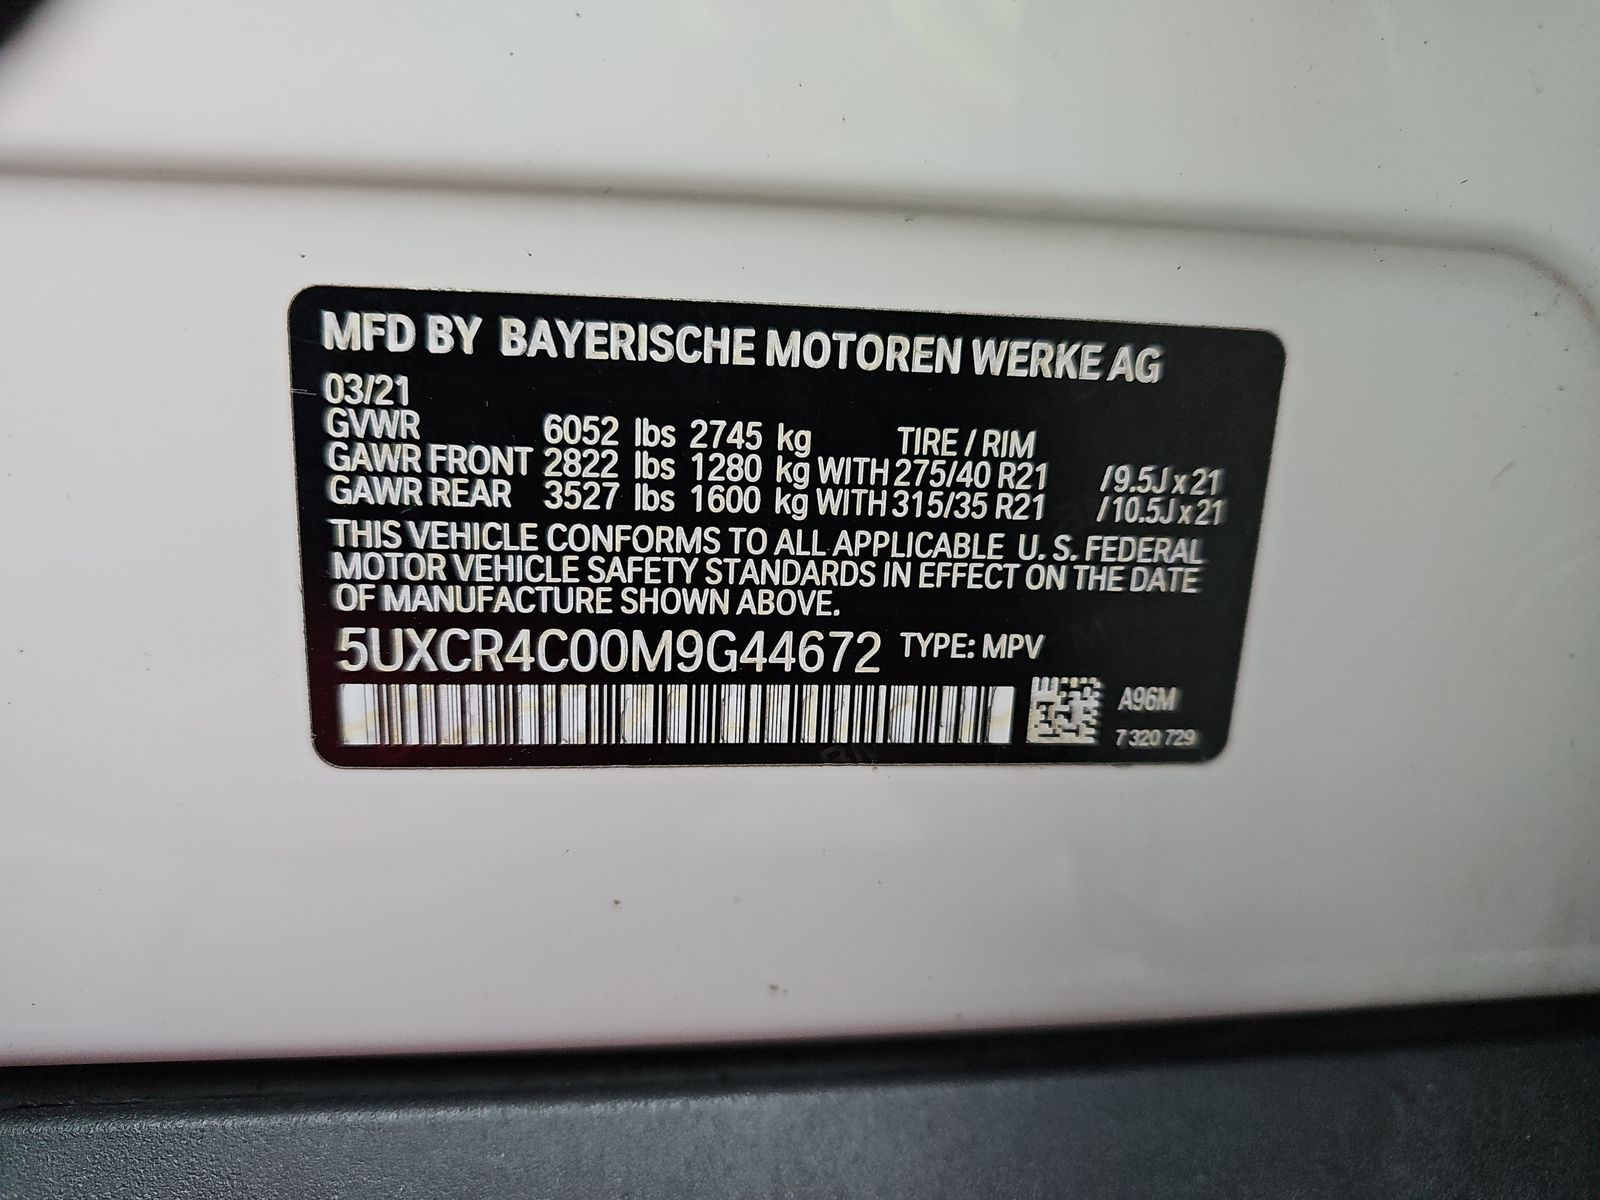 MFD BY BAYERISCHE MOTOREN WERKE AG
03/21
GVWR 6052 lbs 2745 kg TIRE / RIM
GAWR FRONT 2822 lbs 1280 kg WITH 275/40 R21 /9.5J x 21
GAWR REAR 3527 lbs 1600 kg WITH 315/35 R21 /10.5J x 21
THIS VEHICLE CONFORMS TO ALL APPLICABLE U. S. FEDERAL
MOTOR VEHICLE SAFETY STANDARDS IN EFFECT ON THE DATE
OF MANUFACTURE SHOWN ABOVE.
5UXCR4C00M9G44672 TYPE: MPV
A96M
7 320 729